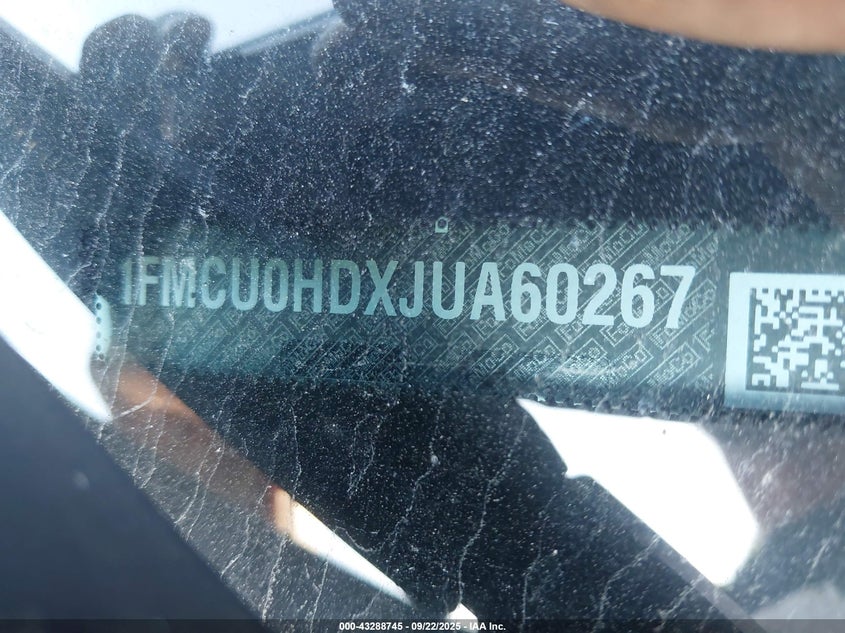 1FMCU0HDXJUA60267
000-43288745 - 09/22/2025 - IAA Inc.